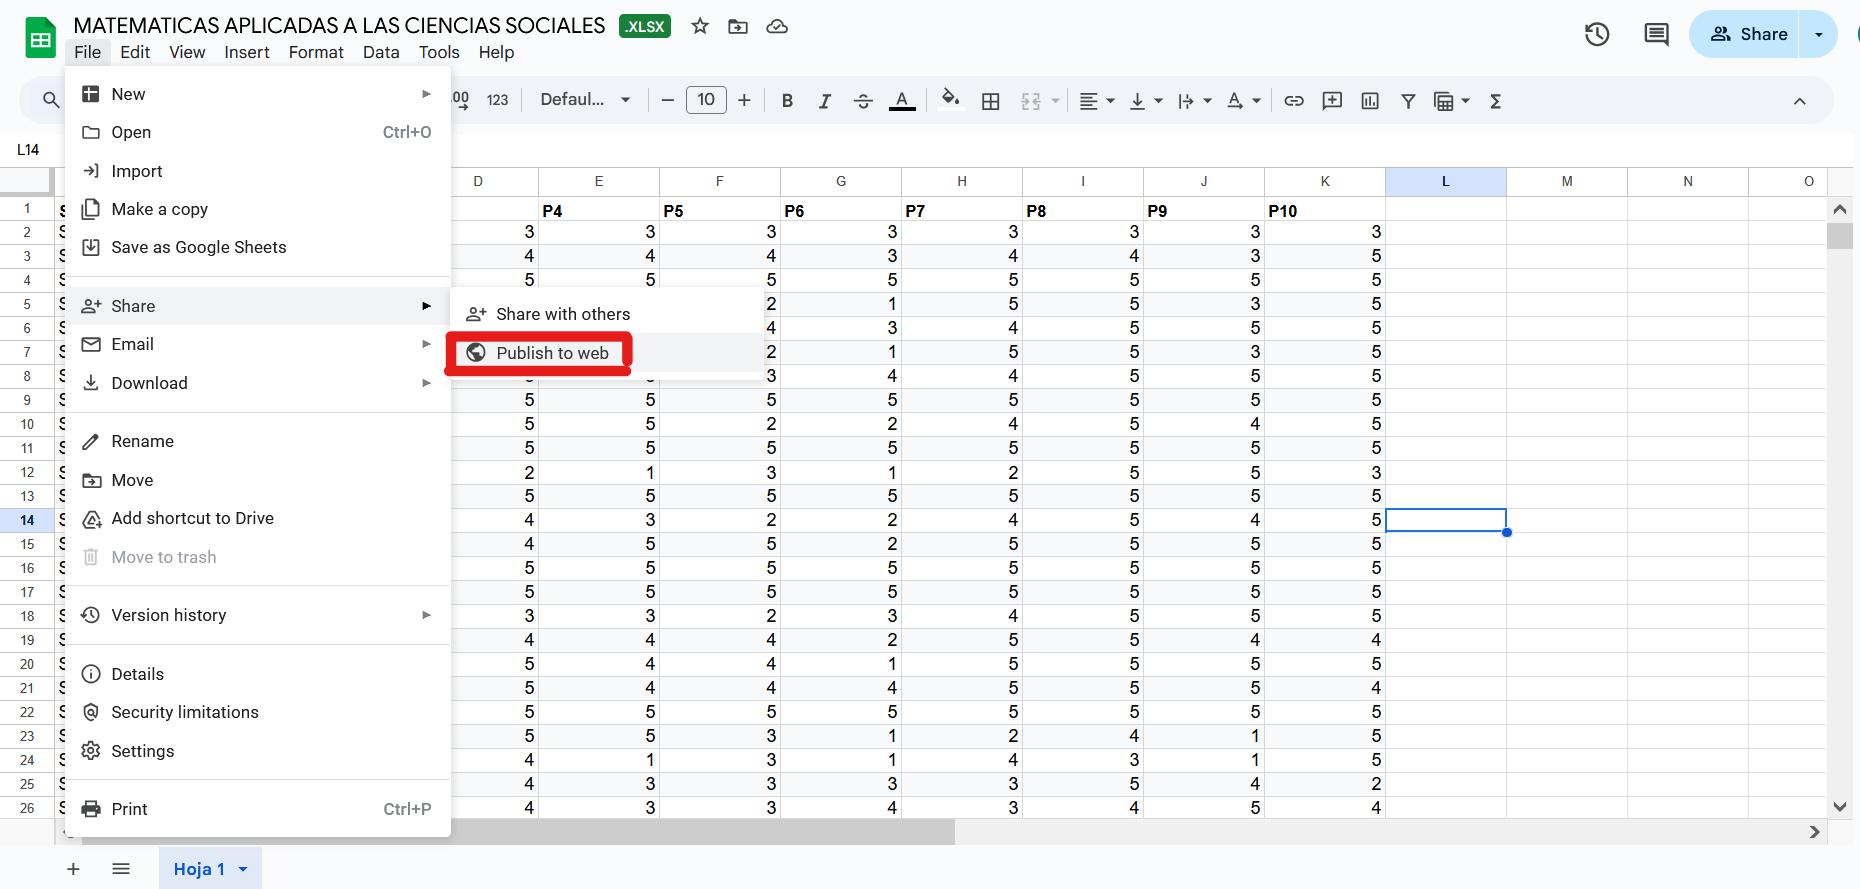 MATEMATICAS APLICADAS A LAS CIENCIAS SOCIALES .XLSX
File Edit View Insert Format Data Tools Help
Share
.00 123 Defaul... 10 B I A Σ
L14
New
Open Ctrl+O
Import
Make a copy
Save as Google Sheets
Share
Email
Download
Rename
Move
Add shortcut to Drive
Move to trash
Version history
Details
Security limitations
Settings
Print Ctrl+P
Share with others
Publish to web
D E F G H I J K L M N O
1 P4 P5 P6 P7 P8 P9 P10
2 3 3 3 3 3 3 3 3
3 4 4 4 3 4 4 3 5
4 5 5 5 5 5 5 5 5
5 2 1 5 5 3 5
6 4 3 4 5 5 5
7 2 1 5 5 3 5
8 3 4 4 5 5 5
9 5 5 5 5 5 5 5 5
10 5 5 2 2 4 5 4 5
11 5 5 5 5 5 5 5 5
12 2 1 3 1 2 5 5 3
13 5 5 5 5 5 5 5 5
14 4 3 2 2 4 5 4 5
15 4 5 5 2 5 5 5 5
16 5 5 5 5 5 5 5 5
17 5 5 5 5 5 5 5 5
18 3 3 2 3 4 5 5 5
19 4 4 4 2 5 5 4 4
20 5 4 4 1 5 5 5 5
21 5 4 4 4 5 5 5 4
22 5 5 5 5 5 5 5 5
23 5 5 3 1 2 4 1 5
24 4 1 3 1 4 3 1 5
25 4 3 3 3 3 5 4 2
26 4 3 3 4 3 4 5 4
Hoja 1